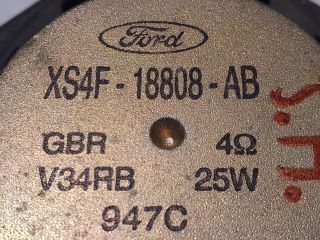 Ford
XS4F-18808-AB
GBR 4Ω
V34RB 25W
947C
S.H.